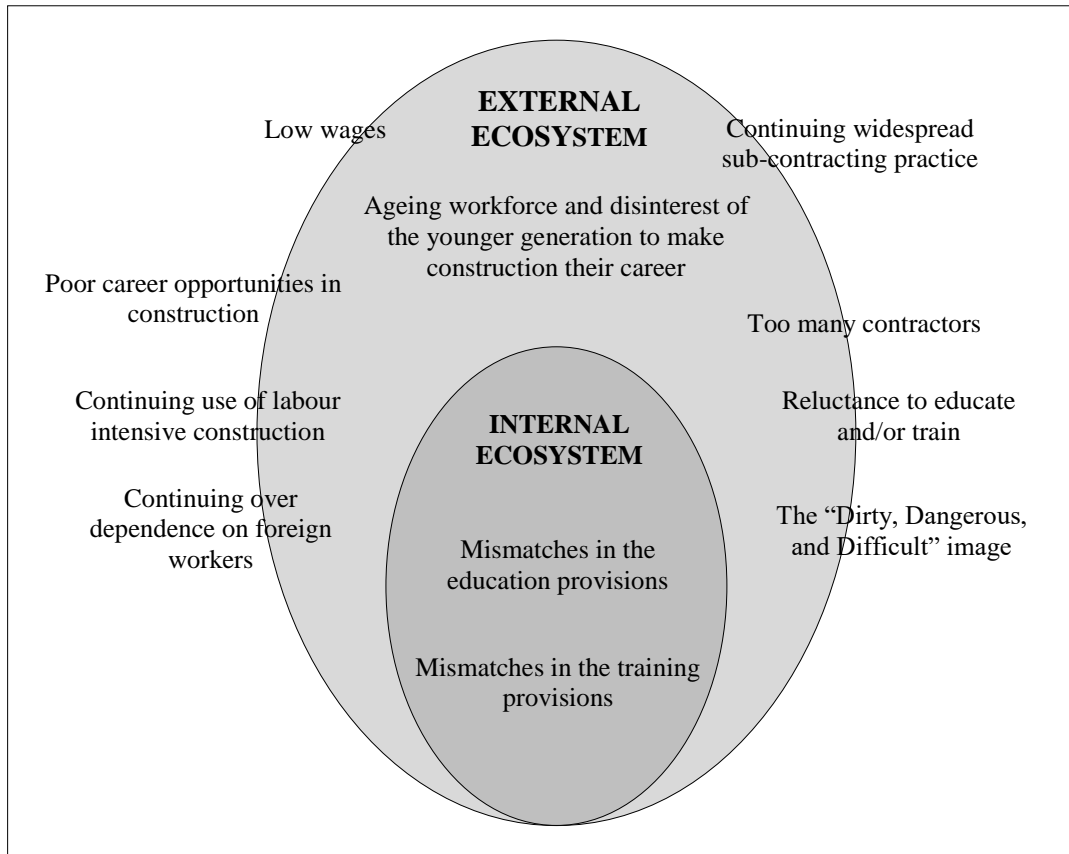 EXTERNAL
ECOSYSTEM
Low wages
Continuing widespread
sub-contracting practice
Ageing workforce and disinterest of
the younger generation to make
construction their career
Poor career opportunities in
construction
Too many contractors
Continuing use of labour
intensive construction
Reluctance to educate
and/or train
INTERNAL
ECOSYSTEM
Continuing over
dependence on foreign
workers
The “Dirty, Dangerous,
and Difficult” image
Mismatches in the
education provisions
Mismatches in the training
provisions